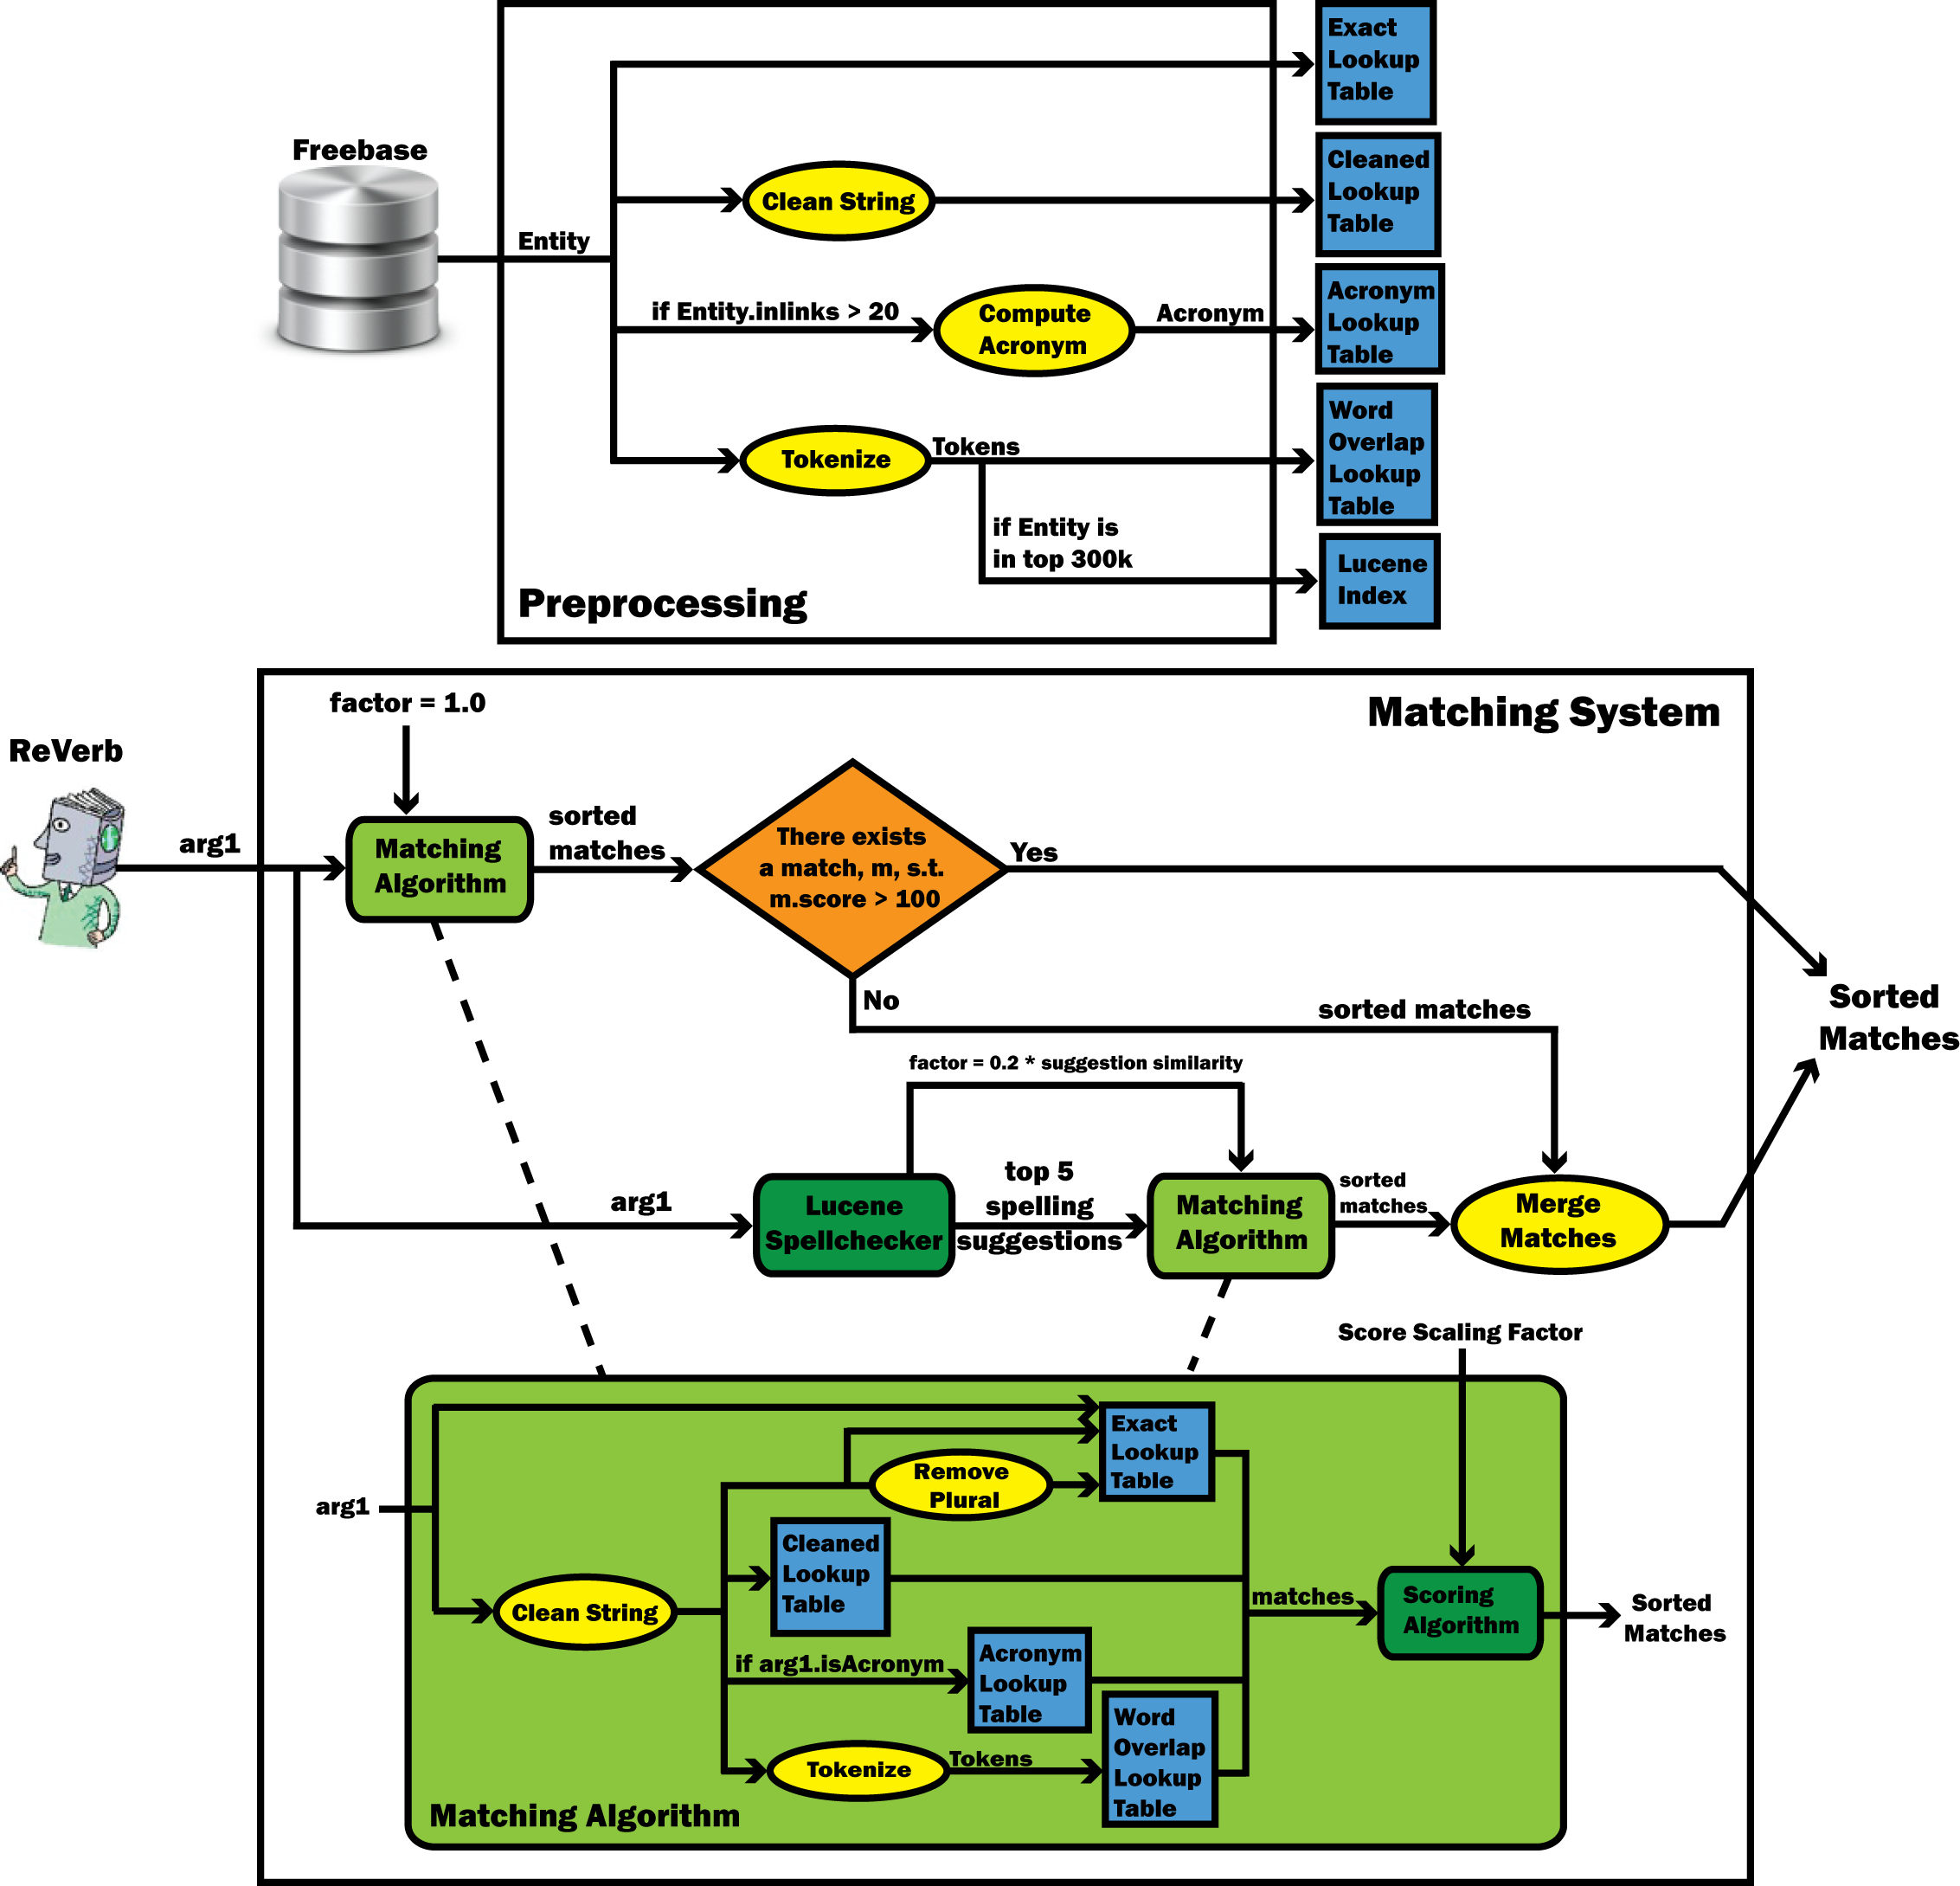 Exact
Lookup
Table
Freebase
Cleaned
Lookup
Table
Clean String
Entity
if Entity.inlinks > 20
Compute
Acronym
Acronym
Acronym
Lookup
Table
Tokenize
Tokens
Word
Overlap
Lookup
Table
if Entity is
in top 300k
Lucene
Index
Preprocessing
Matching System
factor = 1.0
ReVerb
arg1
Matching
Algorithm
sorted
matches
There exists
a match, m, s.t.
m.score > 100
Yes
No
sorted matches
Sorted
Matches
factor = 0.2 * suggestion similarity
arg1
Lucene
Spellchecker
top 5
spelling
suggestions
Matching
Algorithm
sorted
matches
Merge
Matches
Score Scaling Factor
arg1
Exact
Lookup
Table
Remove
Plural
Cleaned
Lookup
Table
Clean String
matches
Scoring
Algorithm
Sorted
Matches
if arg1.isAcronym
Acronym
Lookup
Table
Tokenize
Tokens
Word
Overlap
Lookup
Table
Matching Algorithm